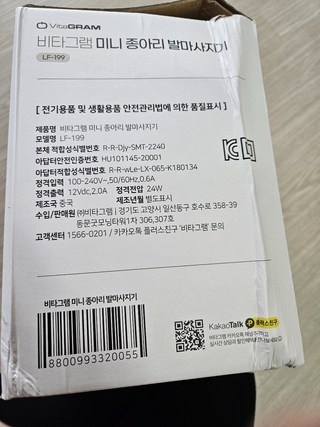 VitaGRAM
비타그램 미니 종아리 발마사지기
LF-199
[ 전기용품 및 생활용품 안전관리법에 의한 품질표시 ]
제품명 비타그램 미니 종아리 발마사지기
모델명 LF-199
본체 적합성식별번호 R-R-Djy-SMT-2240
아답터안전인증번호 HU101145-20001
아답터적합성식별번호 R-R-wLe-LX-065-K180134
정격입력 100-240V~,50/60Hz,0.6A
정격출력 12Vdc,2.0A 정격전압 24W
제조국 중국 제조년월 별도표시
수입/판매원 ㈜비타그램 | 경기도 고양시 일산동구 호수로 358-39
동문굿모닝타워1차 306,307호
고객센터 1566-0201 / 카카오톡 플러스친구 '비타그램' 문의
비타그램 미니 종아리 발마사지기
8800993320055
KakaoTalk 플러스친구